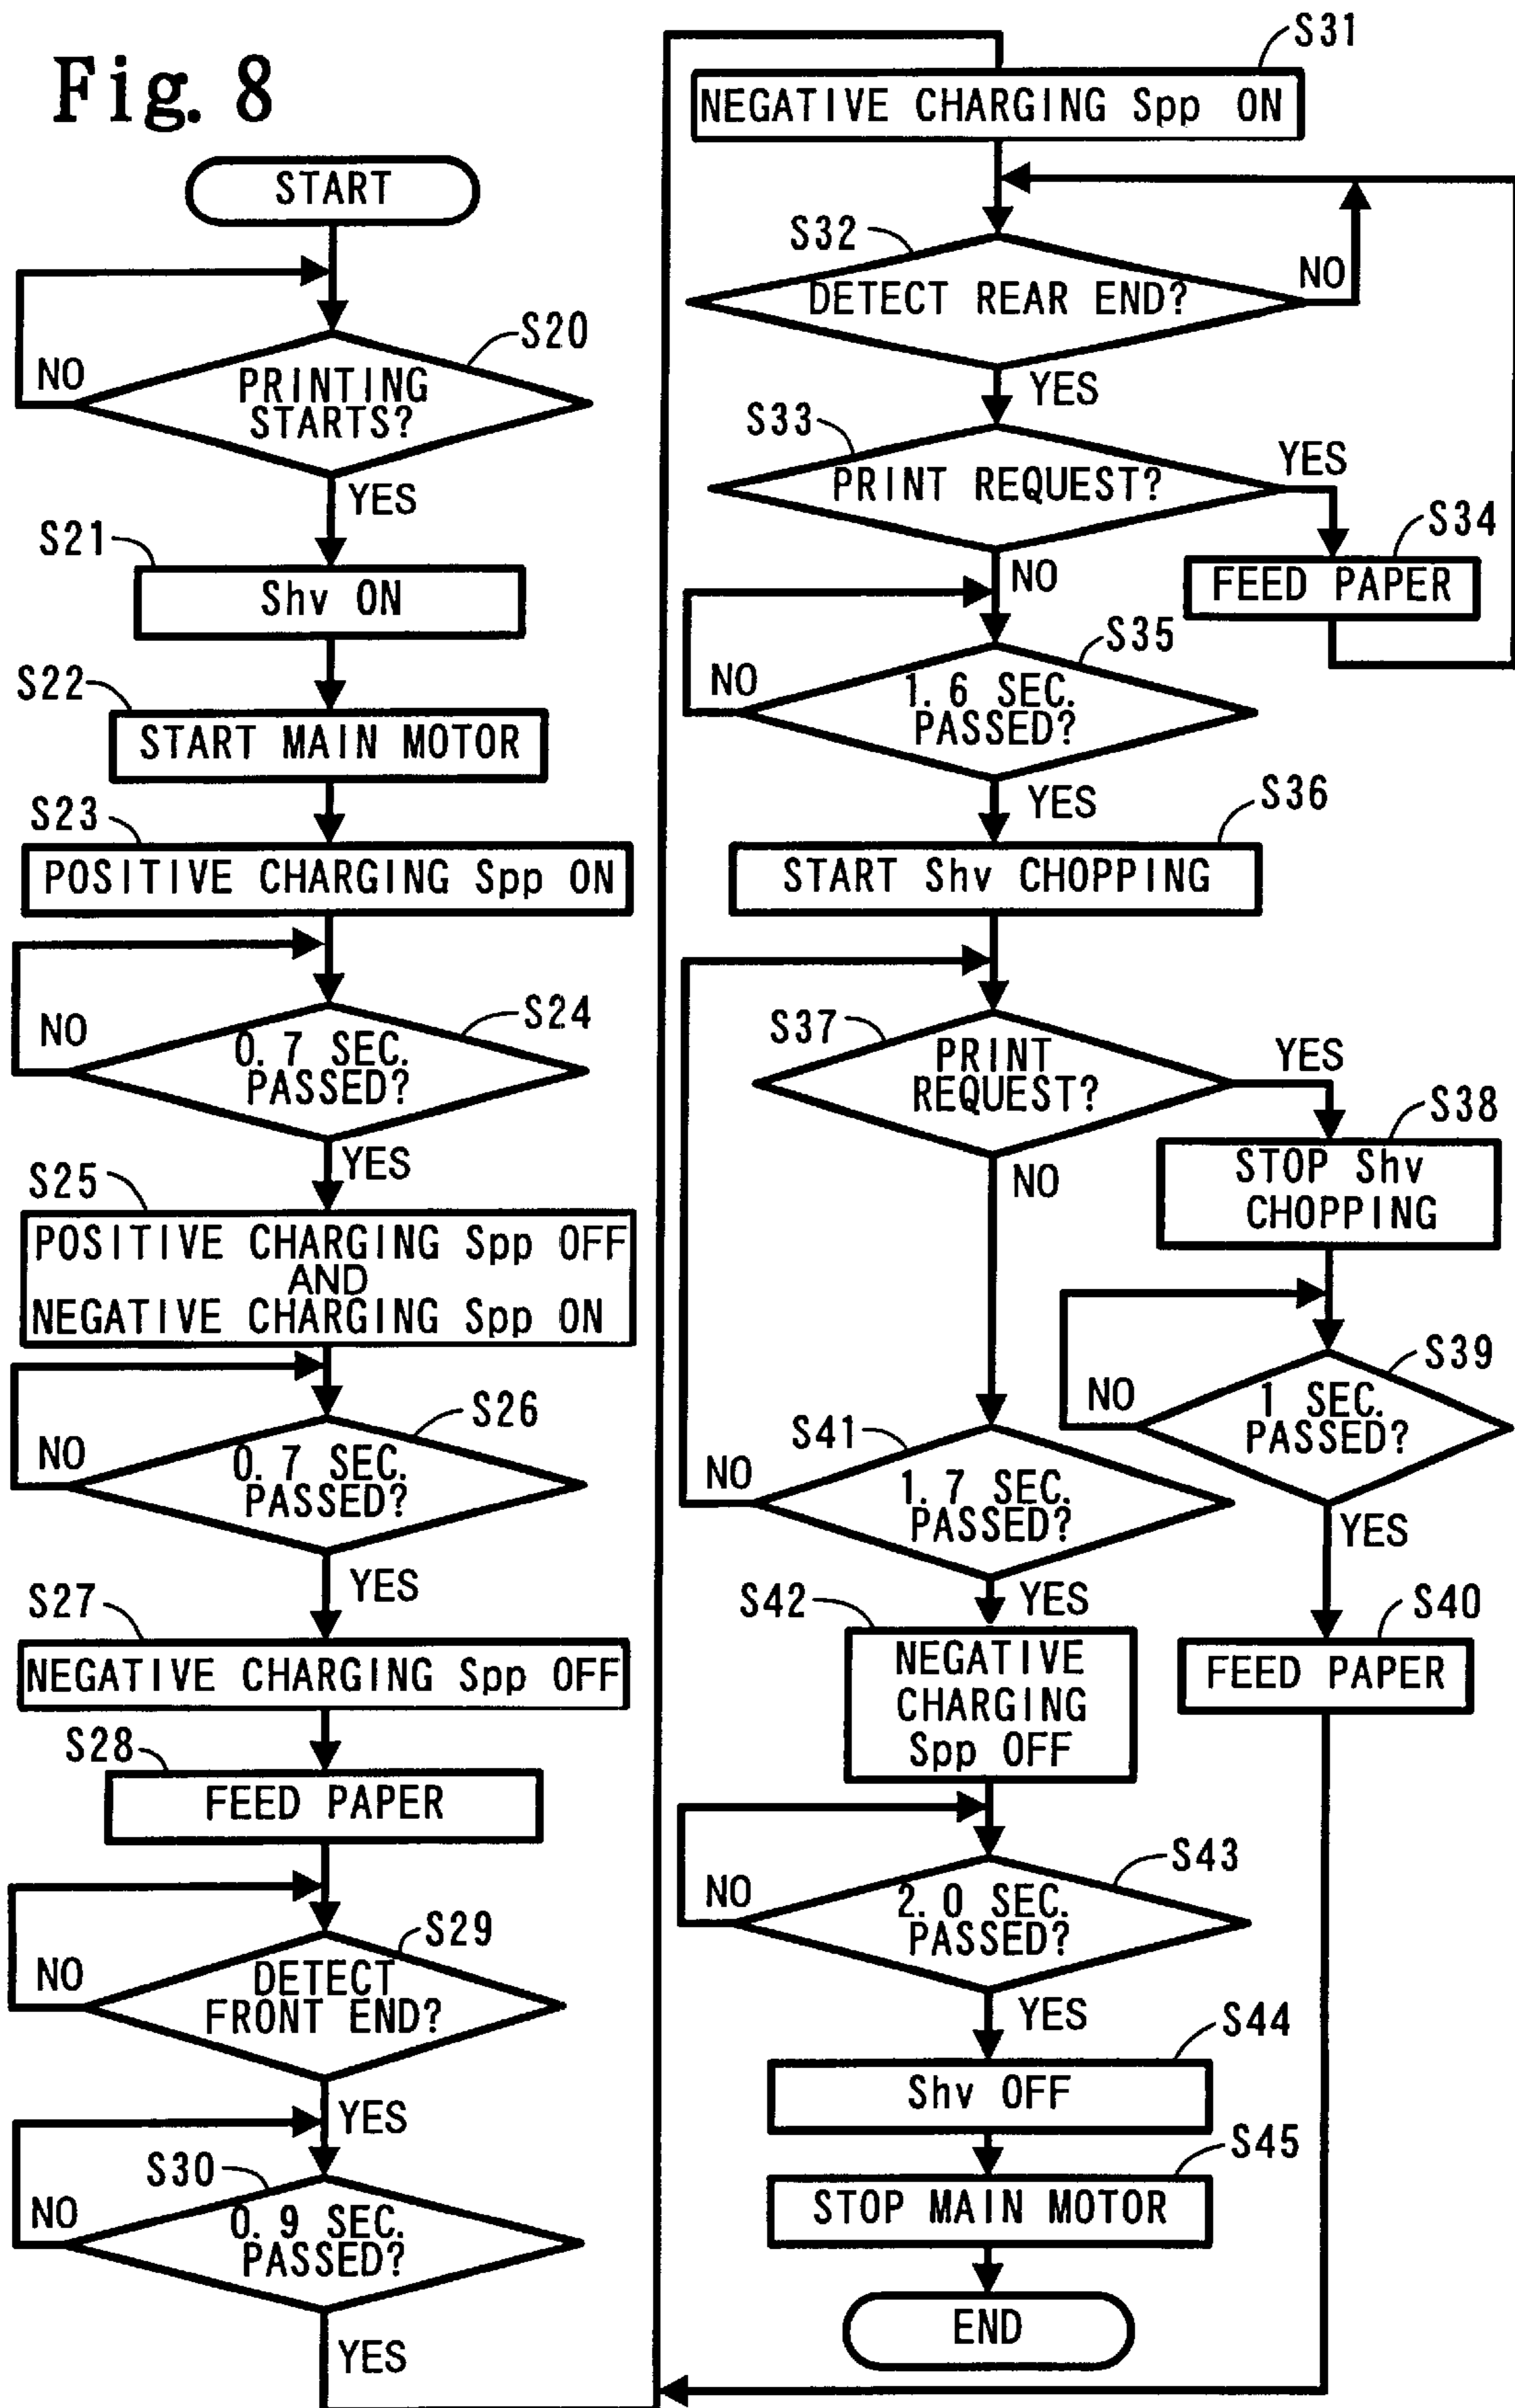 Fig. 8
START
S20
NO
PRINTING
STARTS?
YES
S21
Shv ON
S22
START MAIN MOTOR
S23
POSITIVE CHARGING Spp ON
S24
NO
0.7 SEC.
PASSED?
YES
S25
POSITIVE CHARGING Spp OFF
AND
NEGATIVE CHARGING Spp ON
S26
NO
0.7 SEC.
PASSED?
YES
S27
NEGATIVE CHARGING Spp OFF
S28
FEED PAPER
S29
NO
DETECT
FRONT END?
YES
S30
NO
0.9 SEC.
PASSED?
YES
S31
NEGATIVE CHARGING Spp ON
S32
DETECT REAR END?
NO
YES
S33
PRINT REQUEST?
YES
S34
FEED PAPER
NO
S35
NO
1.6 SEC.
PASSED?
YES
S36
START Shv CHOPPING
S37
PRINT
REQUEST?
YES
S38
STOP Shv
CHOPPING
NO
S39
NO
1 SEC.
PASSED?
YES
S40
FEED PAPER
S41
NO
1.7 SEC.
PASSED?
YES
S42
NEGATIVE
CHARGING
Spp OFF
S43
NO
2.0 SEC.
PASSED?
YES
S44
Shv OFF
S45
STOP MAIN MOTOR
END